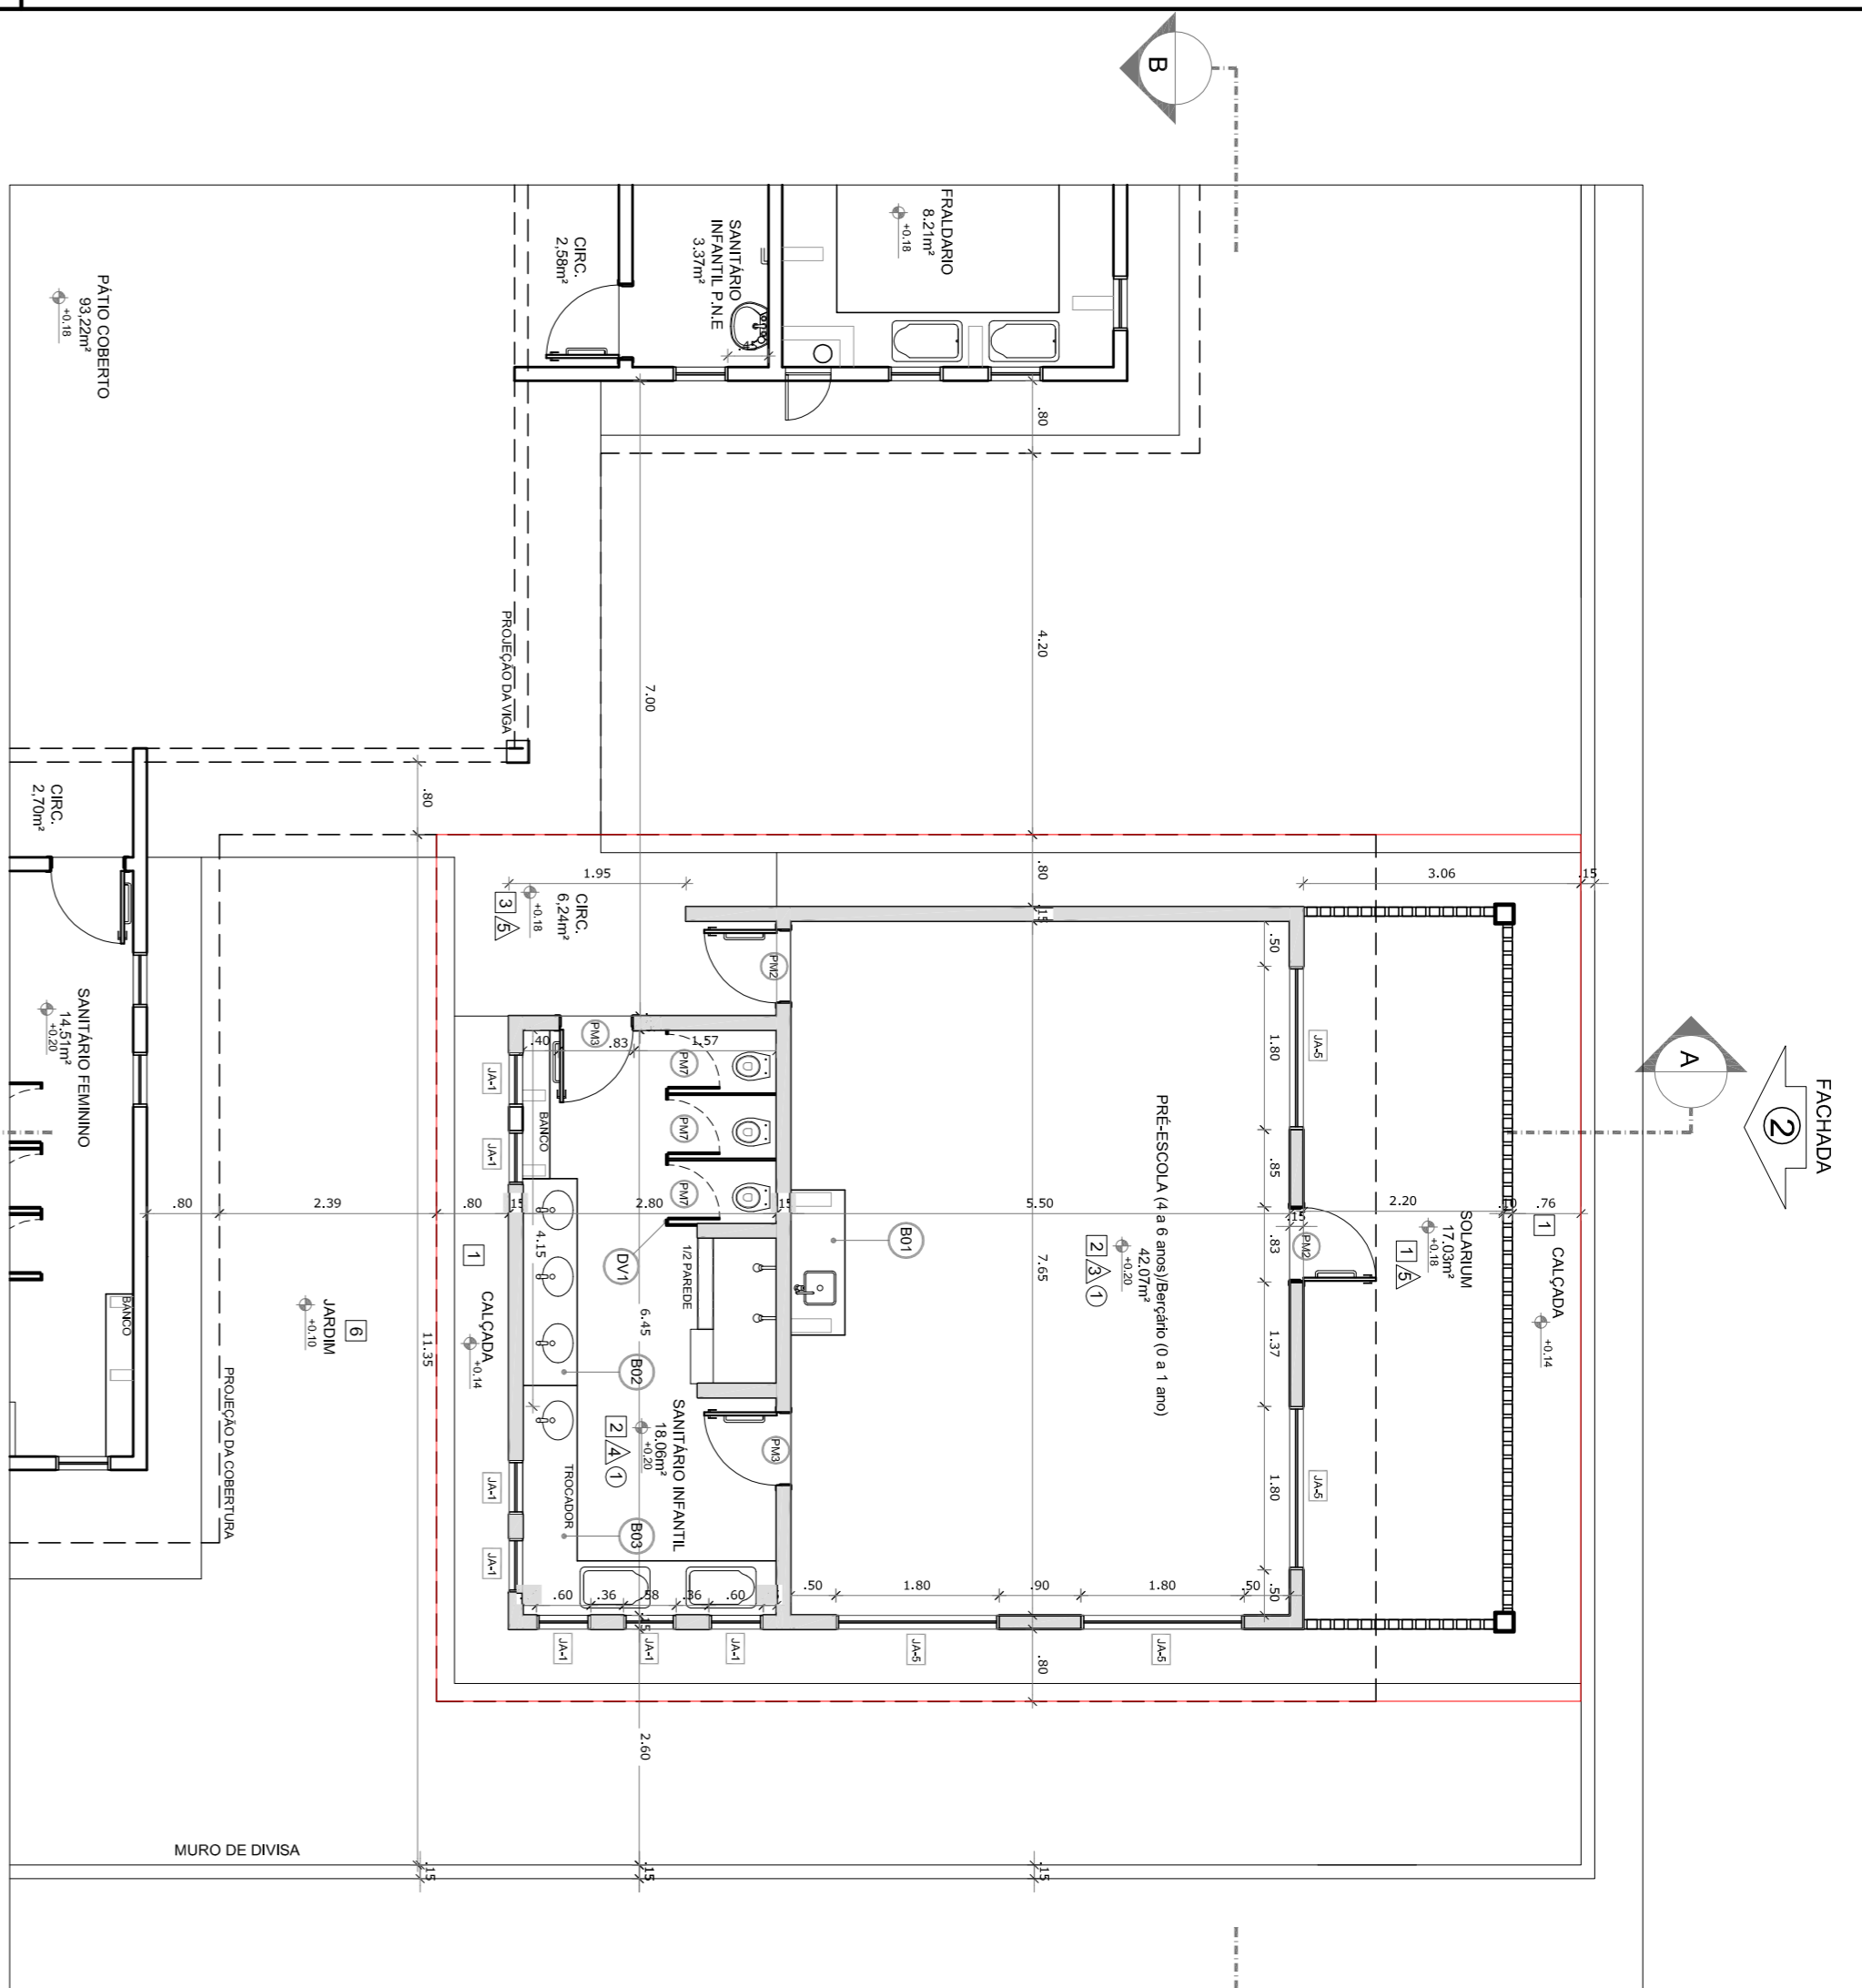 B
FRALDARIO
8.21m²
+0.18
SANITÁRIO
INFANTIL P.N.E
3.37m²
.45
CIRC.
2,58m²
PÁTIO COBERTO
93,22m²
+0.18
PROJEÇÃO DA VIGA
.80
4.20
7.00
.80
CIRC.
2,70m²
SANITÁRIO FEMININO
14.51m²
+0.20
BANCO
PROJEÇÃO DA COBERTURA
JARDIM
+0.10
6
.80
2.39
.80
.15
2.80
.15
5.50
.15
2.20
.10
.76
11.35
1.95
CIRC.
6,24m²
+0.18
3
5
.80
.15
3.06
.15
PM2
.50
1.80
.85
.83
1.37
1.80
.50
JA-5
JA-5
PM2
PM3
.40
.83
1.57
PM7
PM7
PM7
DV1
JA-1
JA-1
BANCO
4.15
6.45
1/2 PAREDE
B01
B02
B03
TROCADOR
SANITÁRIO INFANTIL
18.06m²
+0.20
2
4
1
PM3
1
CALÇADA
+0.14
JA-1
JA-1
PRÉ-ESCOLA (4 a 6 anos)/Berçário (0 a 1 ano)
42,07m²
+0.20
2
3
1
7.65
SOLARIUM
17.03m²
+0.18
1
5
1
CALÇADA
+0.14
A
FACHADA
2
.60
.36
.58
.36
.60
.15
.50
1.80
.90
1.80
.50
JA-1
JA-1
JA-1
JA-5
JA-5
.80
2.60
MURO DE DIVISA
.15
.15
.15